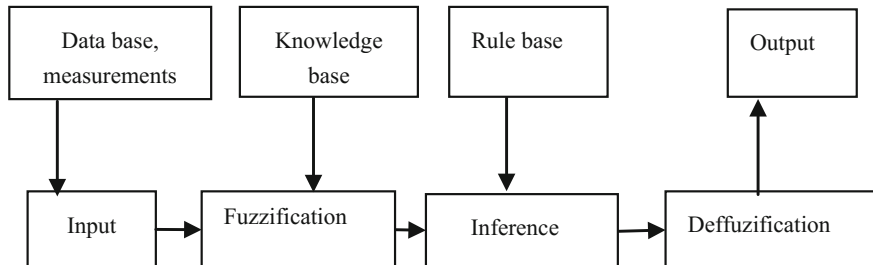 Data base,
measurements
Knowledge
base
Rule base
Output
Input
Fuzzification
Inference
Deffuzification